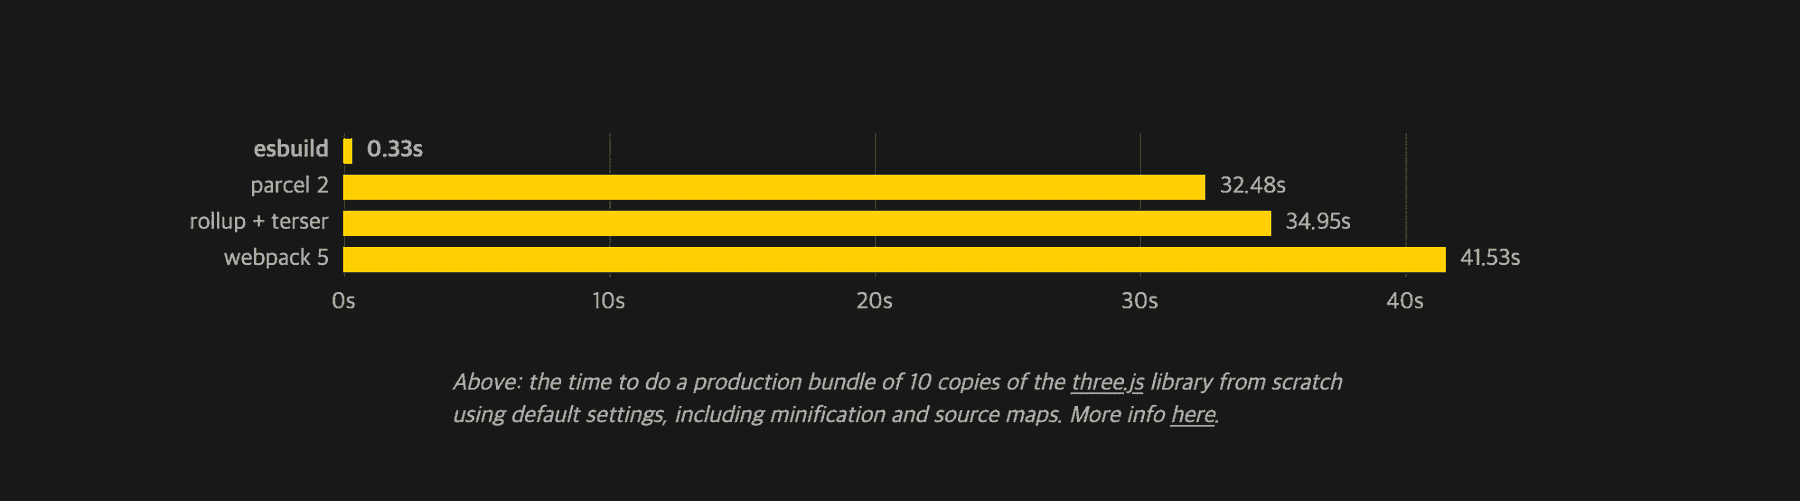 esbuild 0.33s
parcel 2 32.48s
rollup + terser 34.95s
webpack 5 41.53s
0s 10s 20s 30s 40s
Above: the time to do a production bundle of 10 copies of the three.js library from scratch
using default settings, including minification and source maps. More info here.